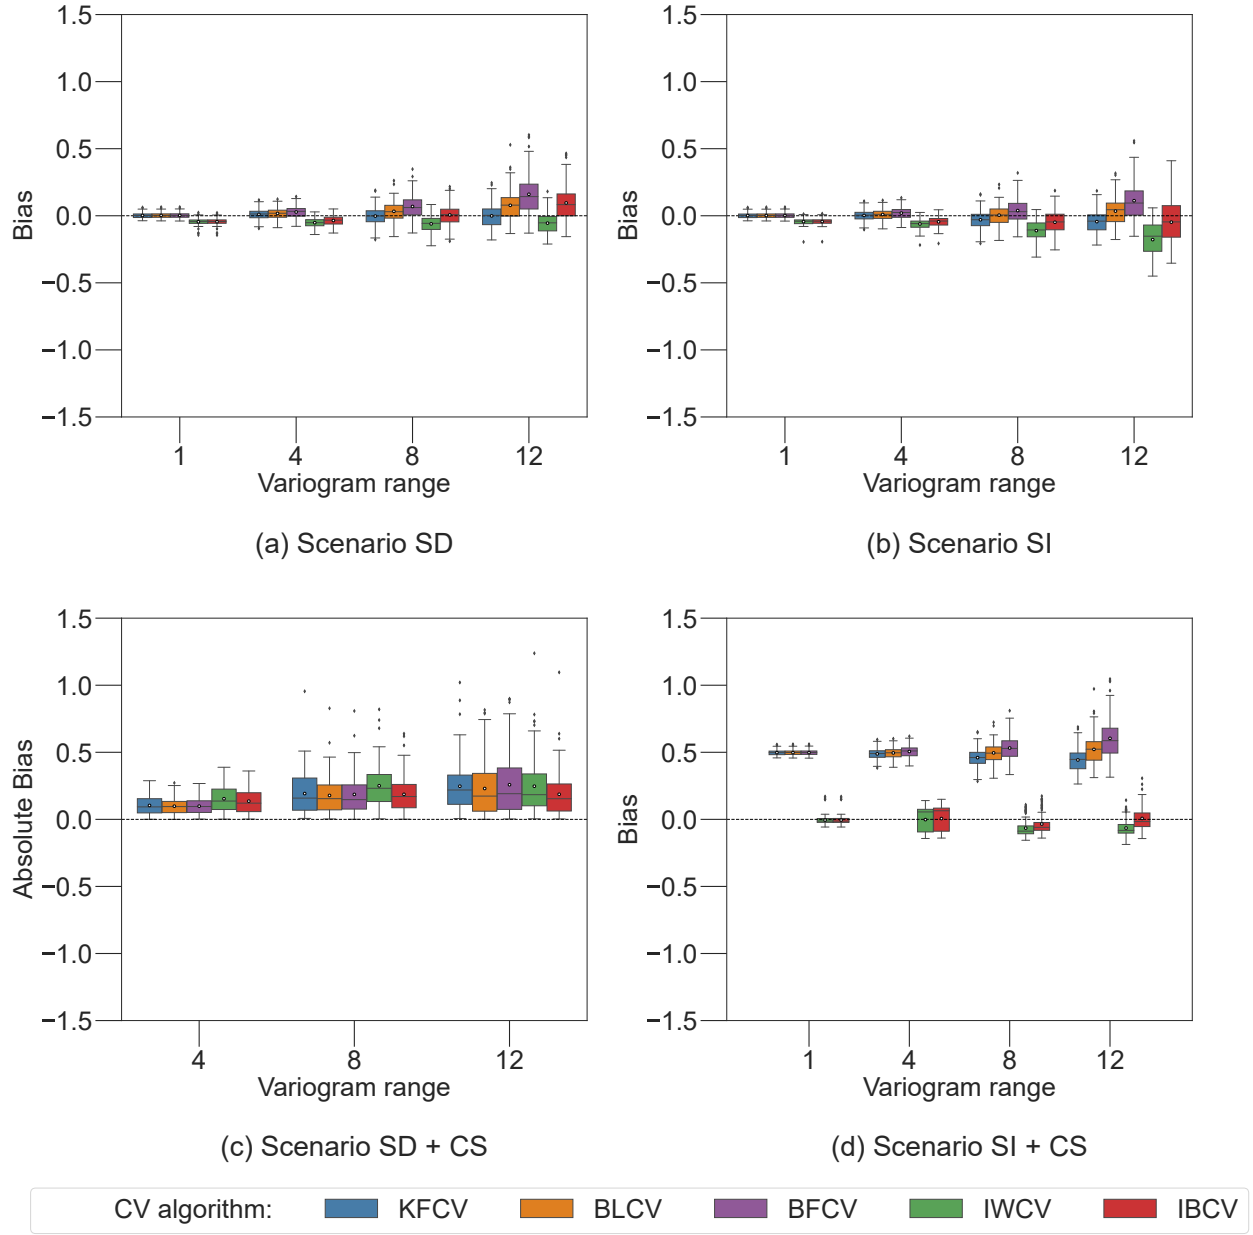 1.5
1.0
0.5
0.0
−0.5
−1.0
−1.5
Bias
1 4 8 12
Variogram range
(a) Scenario SD
1.5
1.0
0.5
0.0
−0.5
−1.0
−1.5
Bias
1 4 8 12
Variogram range
(b) Scenario SI
1.5
1.0
0.5
0.0
−0.5
−1.0
−1.5
Absolute Bias
4 8 12
Variogram range
(c) Scenario SD + CS
1.5
1.0
0.5
0.0
−0.5
−1.0
−1.5
Bias
1 4 8 12
Variogram range
(d) Scenario SI + CS
CV algorithm: KFCV BLCV BFCV IWCV IBCV